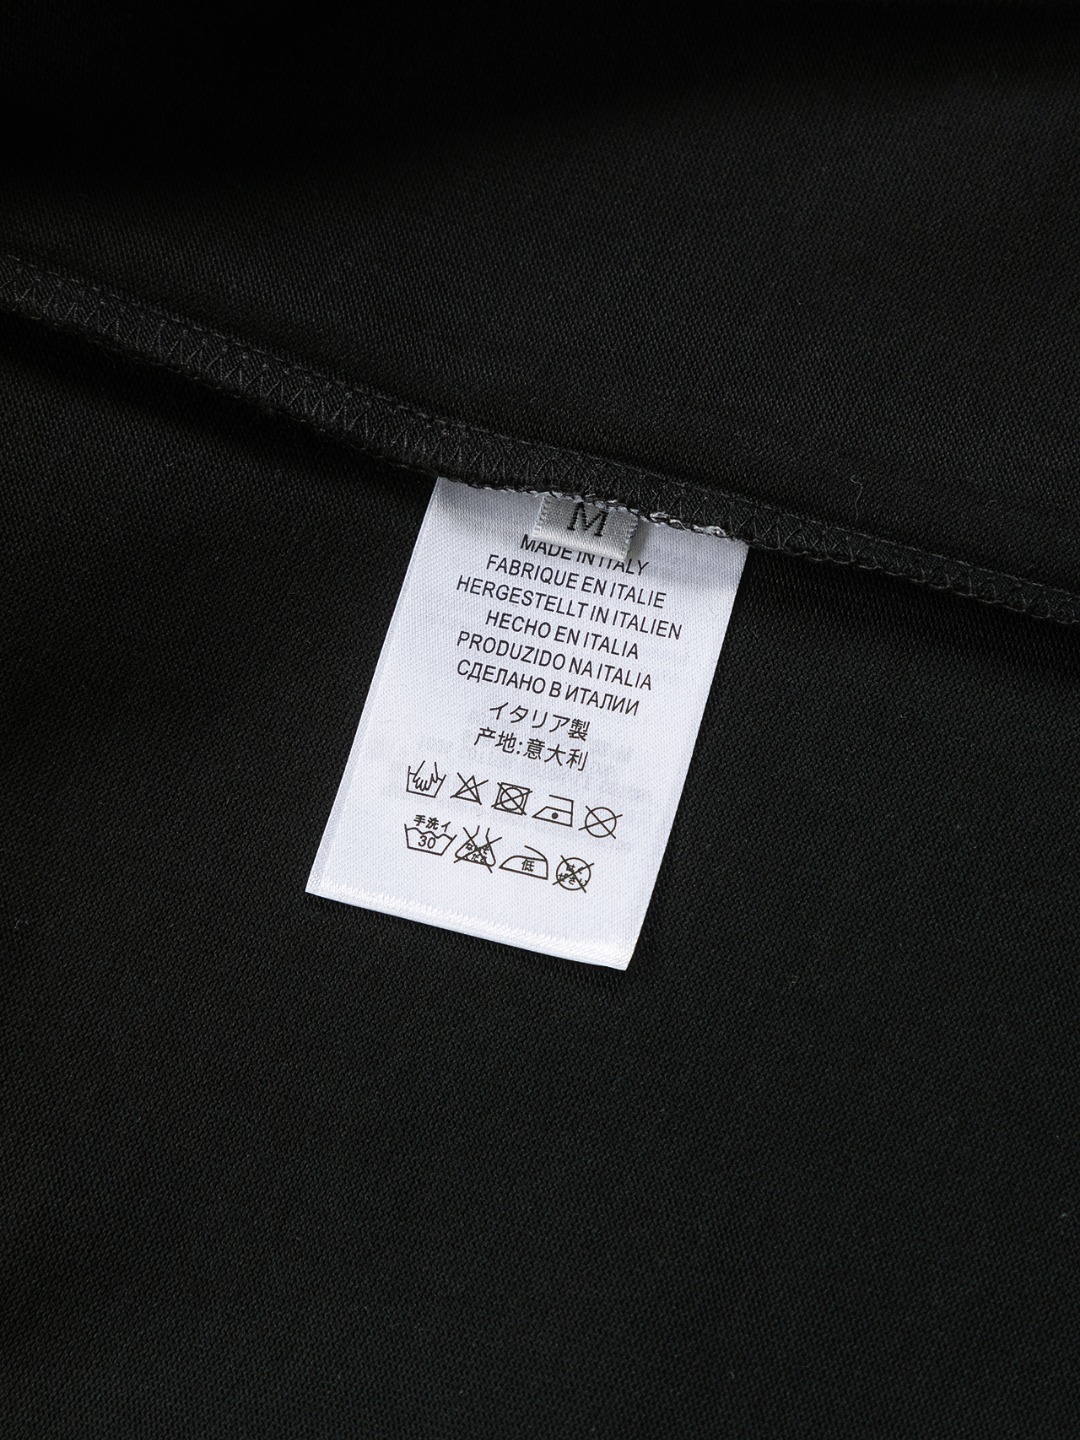 M
MADE IN ITALY
FABRIQUE EN ITALIE
HERGESTELLT IN ITALIEN
HECHO EN ITALIA
PRODUZIDO NA ITALIA
СДЕЛАНО В ИТАЛИИ
イタリア製
产地:意大利
手洗イ
30
低